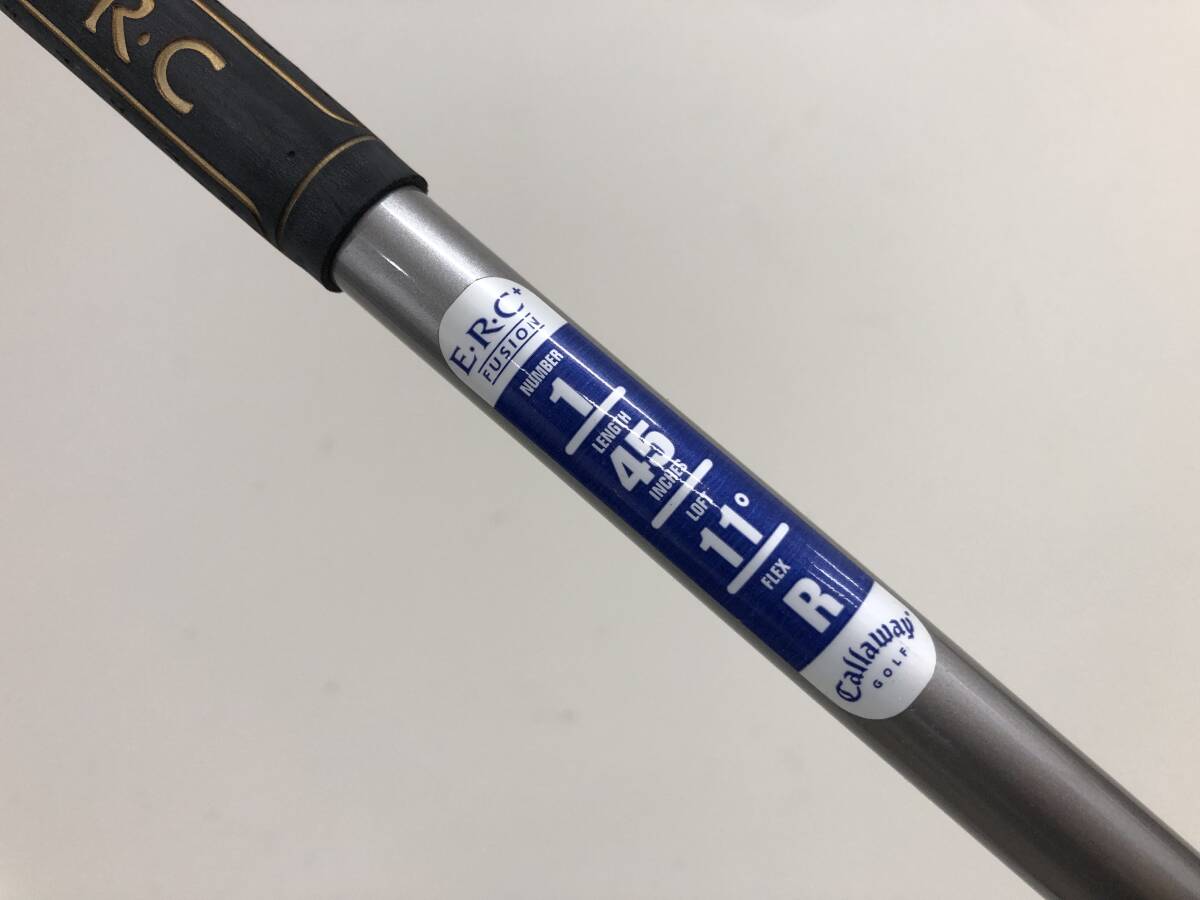 R·C
E·R·C+
FUSION
NUMBER
1
LENGTH
45
INCHES
LOFT
11°
FLEX
R
Callaway
GOLF